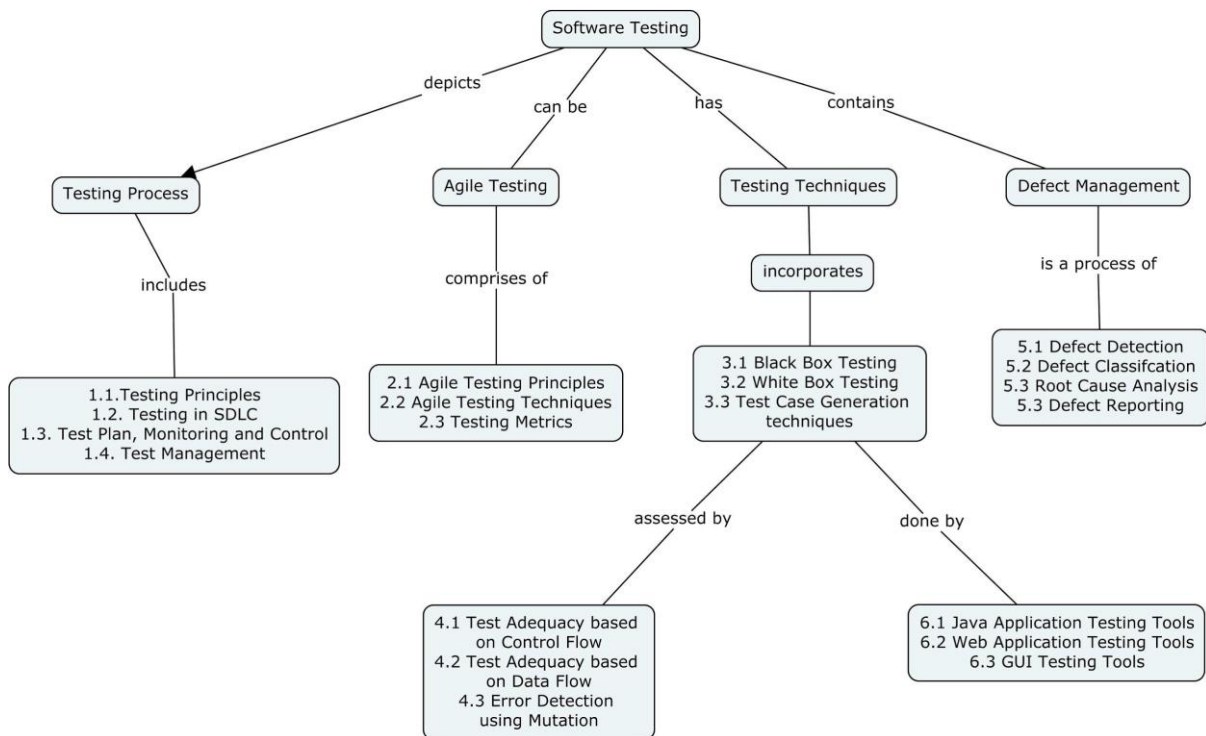 Software Testing
depicts
can be
has
contains
Testing Process
Agile Testing
Testing Techniques
Defect Management
includes
comprises of
incorporates
is a process of
1.1.Testing Principles
1.2. Testing in SDLC
1.3. Test Plan, Monitoring and Control
1.4. Test Management
2.1 Agile Testing Principles
2.2 Agile Testing Techniques
2.3 Testing Metrics
3.1 Black Box Testing
3.2 White Box Testing
3.3 Test Case Generation
techniques
5.1 Defect Detection
5.2 Defect Classifcation
5.3 Root Cause Analysis
5.3 Defect Reporting
assessed by
done by
4.1 Test Adequacy based
on Control Flow
4.2 Test Adequacy based
on Data Flow
4.3 Error Detection
using Mutation
6.1 Java Application Testing Tools
6.2 Web Application Testing Tools
6.3 GUI Testing Tools